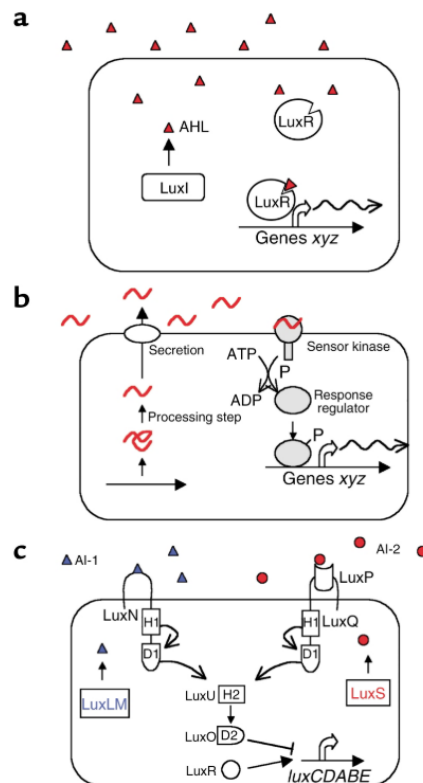 a
AHL
LuxR
LuxI
LuxR
Genes xyz
b
Secretion
Sensor kinase
ATP
P
ADP
Response
regulator
Processing step
P
Genes xyz
c
AI-1
AI-2
LuxP
LuxN
H1
H1
LuxQ
D1
D1
LuxLM
LuxU
H2
LuxS
LuxO
D2
LuxR
luxCDABE